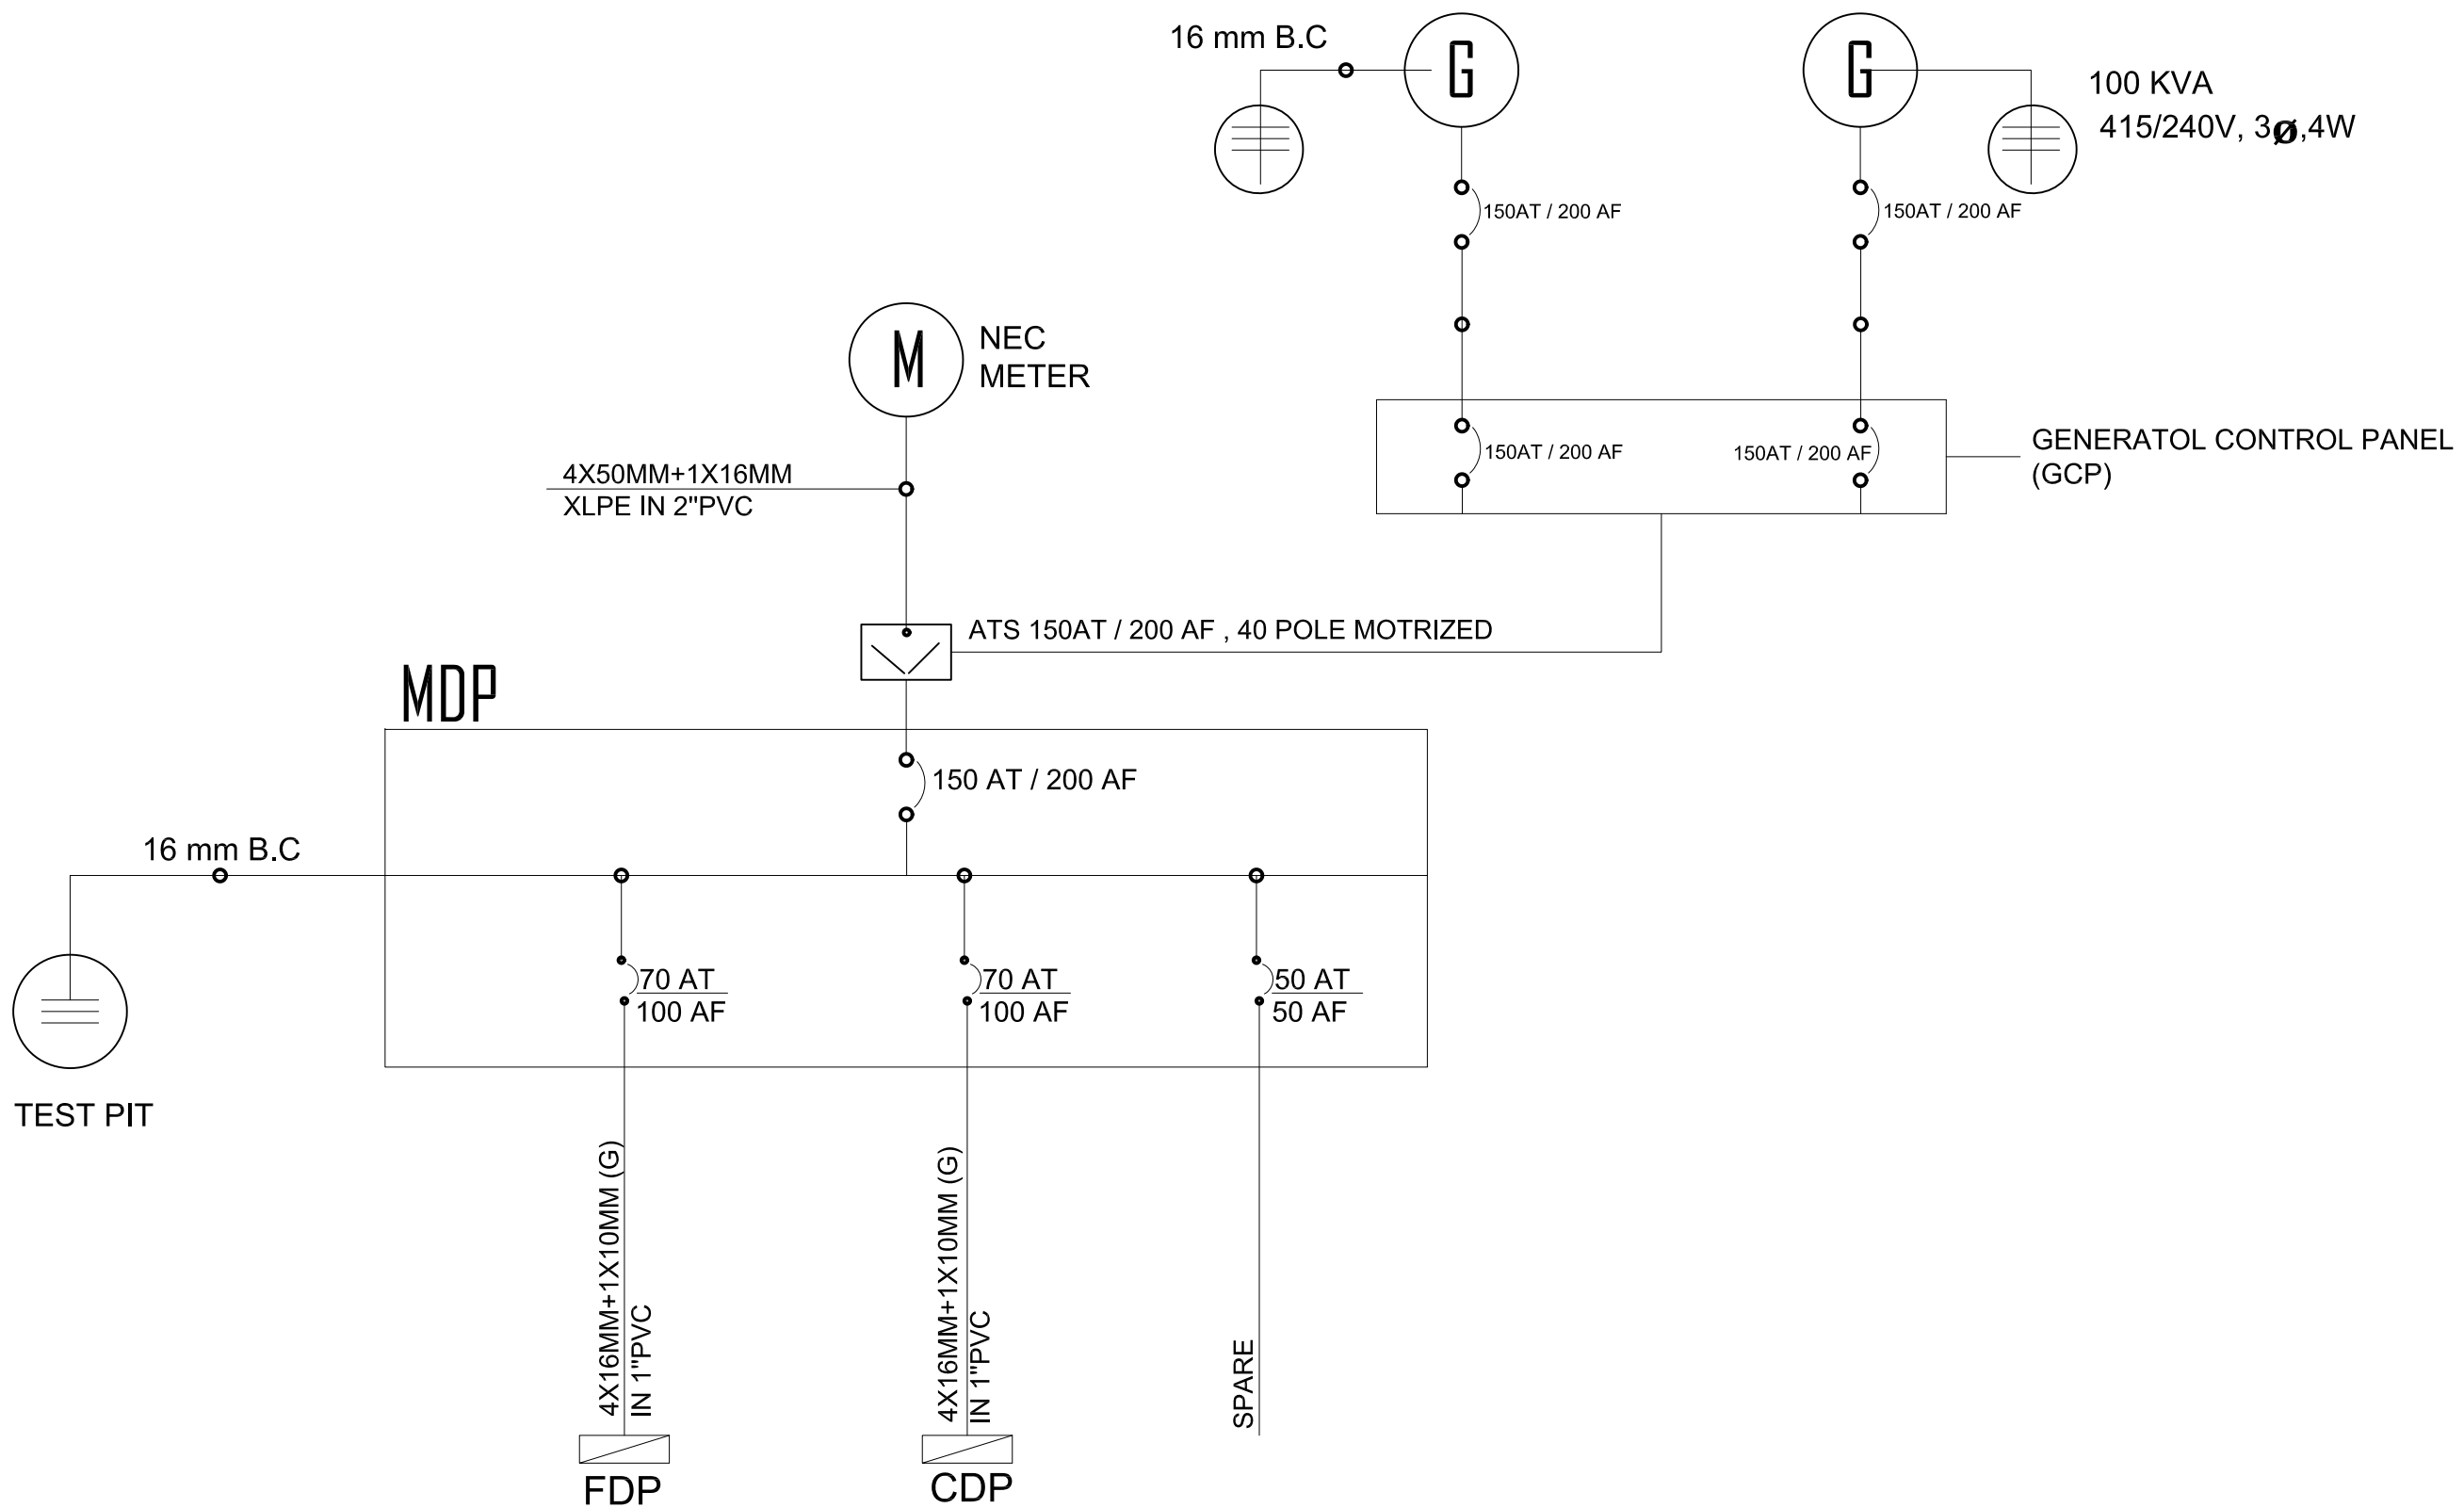 16 mm B.C
G
G
100 KVA
415/240V, 3ø,4W
150AT / 200 AF
150AT / 200 AF
M
NEC
METER
150AT / 200 AF
150AT / 200 AF
GENERATOL CONTROL PANEL
(GCP)
4X50MM+1X16MM
XLPE IN 2"PVC
ATS 150AT / 200 AF , 40 POLE MOTRIZED
MDP
150 AT / 200 AF
16 mm B.C
70 AT
100 AF
70 AT
100 AF
50 AT
50 AF
TEST PIT
4X16MM+1X10MM (G)
IN 1"PVC
4X16MM+1X10MM (G)
IN 1"PVC
SPARE
FDP
CDP